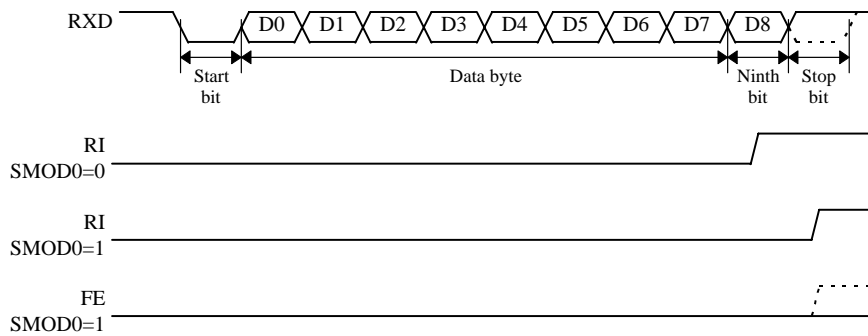 RXD D0 D1 D2 D3 D4 D5 D6 D7 D8
Start bit
Data byte
Ninth bit
Stop bit
RI
SMOD0=0
RI
SMOD0=1
FE
SMOD0=1